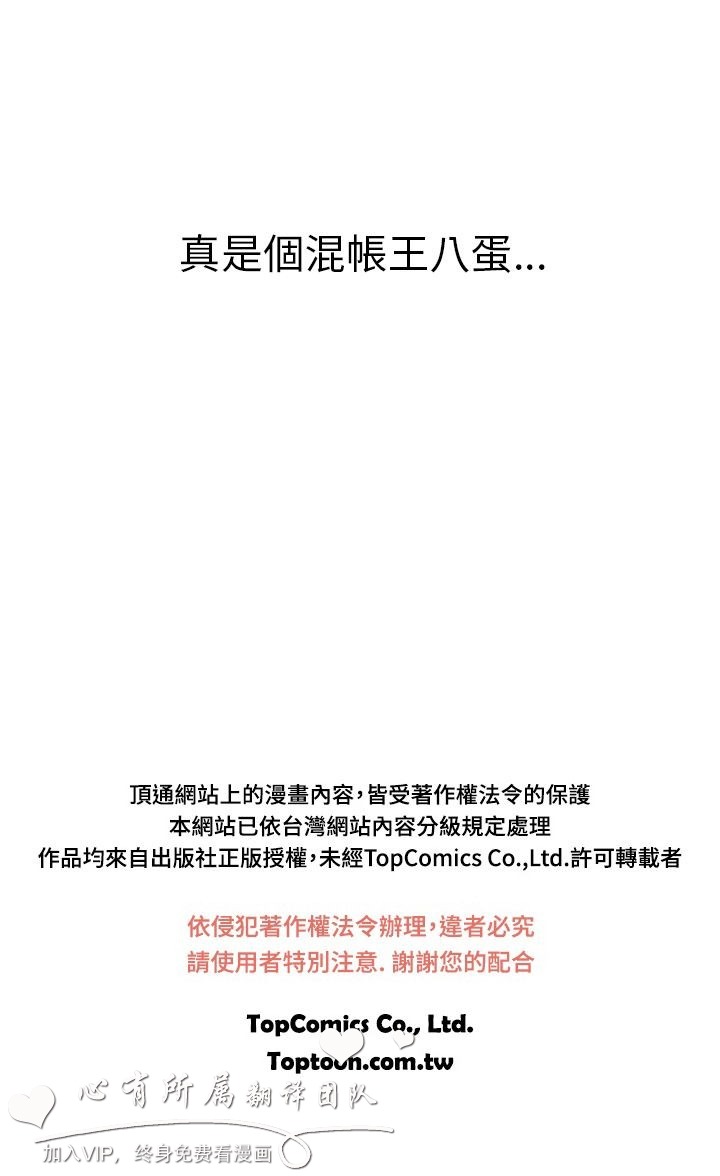 真是個混帳王八蛋...
頂通網站上的漫畫內容，皆受著作權法令的保護
本網站已依台灣網站內容分級規定處理
作品均來自出版社正版授權，未經TopComics Co.,Ltd.許可轉載者
依侵犯著作權法令辦理，違者必究
請使用者特別注意. 謝謝您的配合
TopComics Co., Ltd.
Toptoon.com.tw
心有所属翻译团队
加入VIP，终身免费看漫画